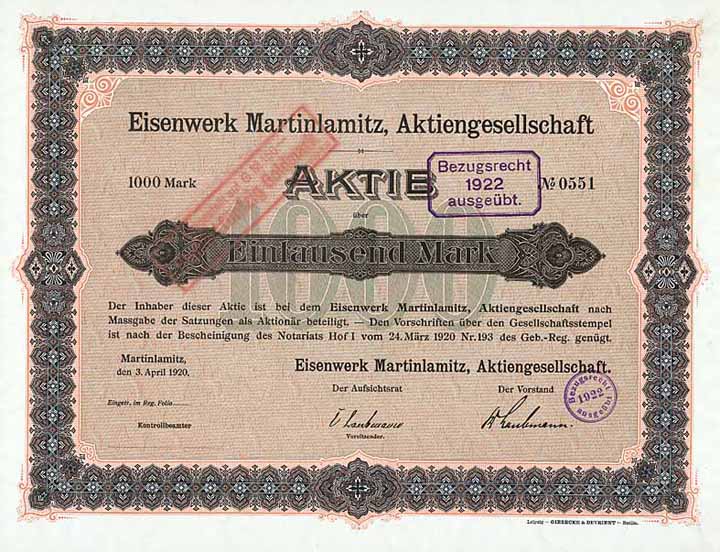 Eisenwerk Martinlamitz, Aktiengesellschaft
1000 Mark
AKTIE
Bezugsrecht
1922
ausgeübt.
№ 0551
über
1000
Eintausend Mark
Der Inhaber dieser Aktie ist bei dem Eisenwerk Martinlamitz, Aktiengesellschaft nach
Massgabe der Satzungen als Aktionär beteiligt. — Den Vorschriften über den Gesellschaftsstempel
ist nach der Bescheinigung des Notariats Hof I vom 24. März 1920 Nr. 193 des Geb.-Reg. genügt.
Martinlamitz,
den 3. April 1920.
Eisenwerk Martinlamitz, Aktiengesellschaft.
Der Aufsichtsrat
Der Vorstand
Bezugsrecht
1922
ausgeübt
Eingetr. im Reg. Folio
Kontrollbeamter
Laubmann
Vorsitzender.
Laubmann.
Leipzig — GIESECKE & DEVRIENT — Berlin.